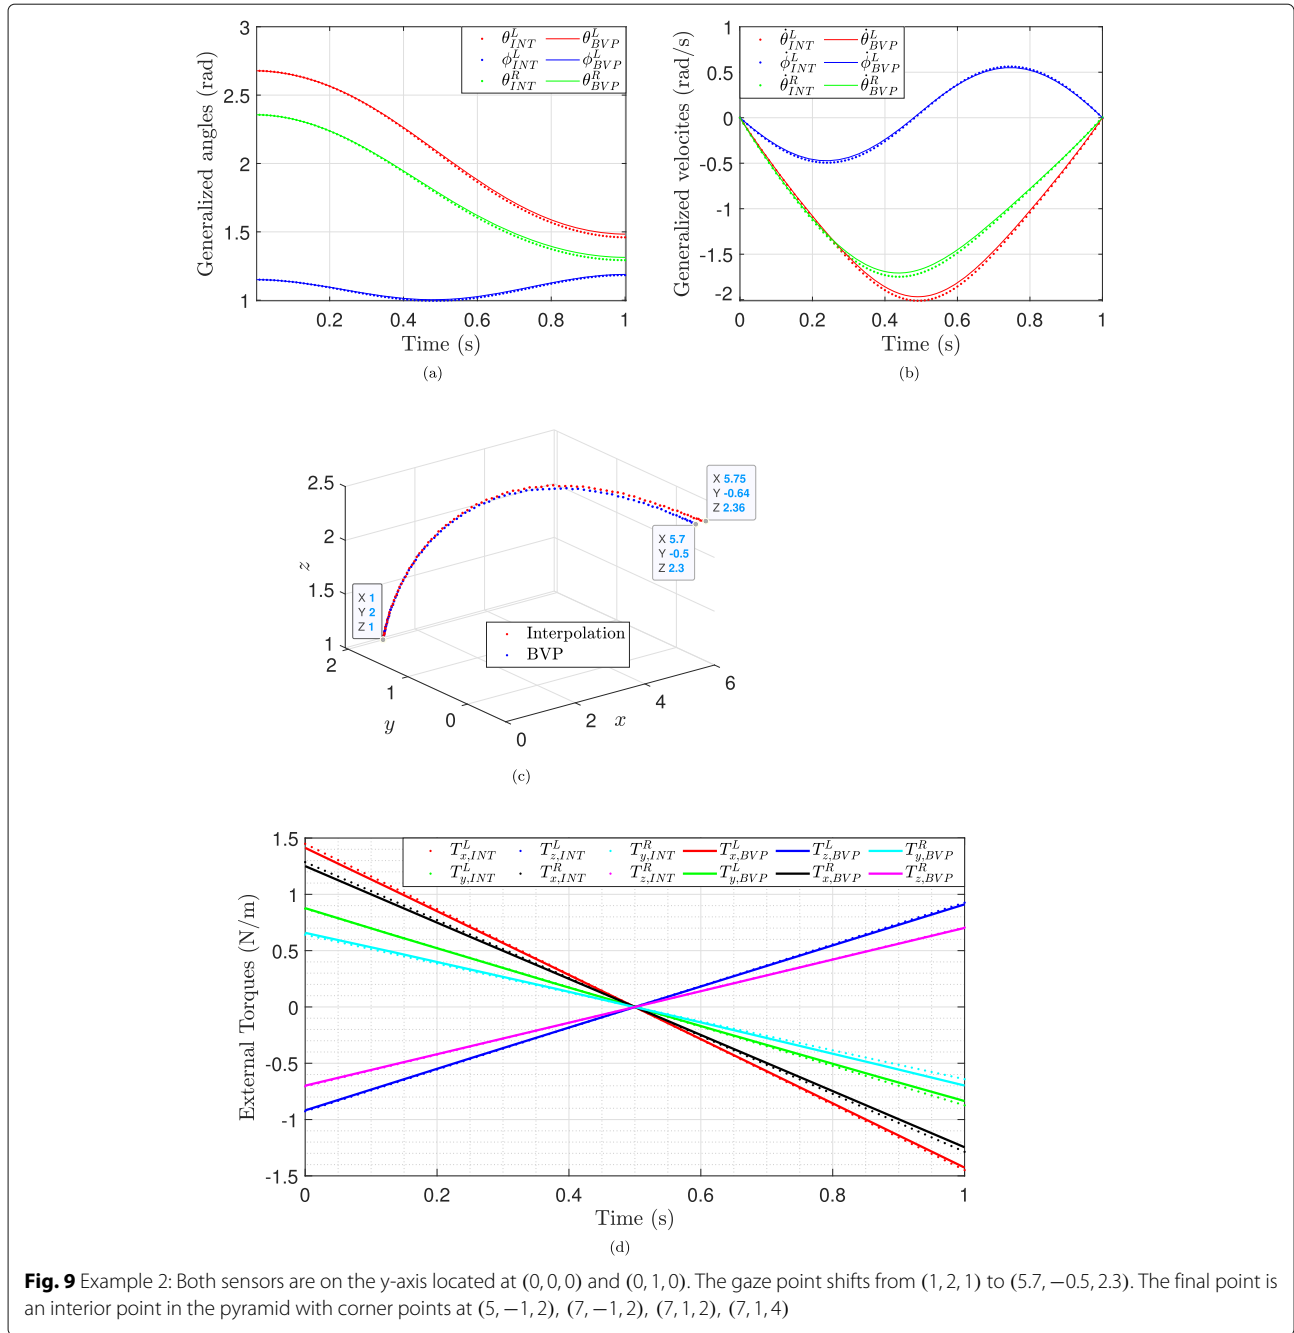 3
2.5
2
1.5
1
0.2 0.4 0.6 0.8 1
Generalized angles (rad)
Time (s)
θ^L_INT θ^L_BVP
ϕ^L_INT ϕ^L_BVP
θ^R_INT θ^R_BVP
(a)
1
0.5
0
-0.5
-1
-1.5
-2
0 0.2 0.4 0.6 0.8 1
Generalized velocites (rad/s)
Time (s)
θ̇^L_INT θ̇^L_BVP
ϕ̇^L_INT ϕ̇^L_BVP
θ̇^R_INT θ̇^R_BVP
(b)
2.5
2
1.5
1
z
2
1
0
y
0
2
4
6
x
X 1
Y 2
Z 1
X 5.75
Y -0.64
Z 2.36
X 5.7
Y -0.5
Z 2.3
Interpolation
BVP
(c)
1.5
1
0.5
0
-0.5
-1
-1.5
0 0.2 0.4 0.6 0.8 1
External Torques (N/m)
Time (s)
T^L_x,INT T^L_z,INT T^R_y,INT T^L_x,BVP T^L_z,BVP T^R_y,BVP
T^L_y,INT T^R_x,INT T^R_z,INT T^L_y,BVP T^R_x,BVP T^R_z,BVP
(d)
Fig. 9 Example 2: Both sensors are on the y-axis located at (0, 0, 0) and (0, 1, 0). The gaze point shifts from (1, 2, 1) to (5.7, −0.5, 2.3). The final point is
an interior point in the pyramid with corner points at (5, −1, 2), (7, −1, 2), (7, 1, 2), (7, 1, 4)